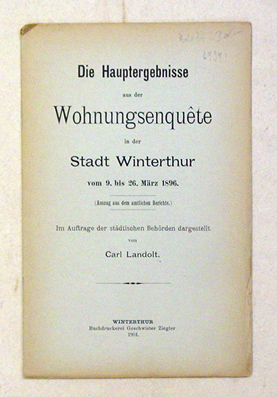 Die Hauptergebnisse
aus der
Wohnungsenquête
in der
Stadt Winterthur
vom 9. bis 26. März 1896.
(Auszug aus dem amtlichen Berichte.)
Im Auftrage der städtischen Behörden dargestellt
von
Carl Landolt.
WINTERTHUR
Buchdruckerei Geschwister Ziegler
1901.